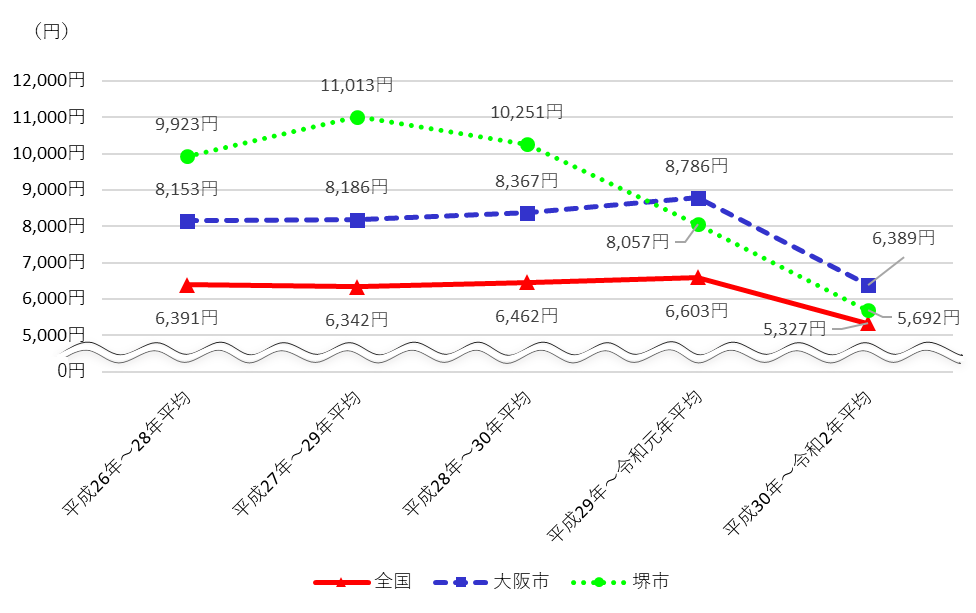 （円）
12,000円
11,000円
10,000円
9,000円
8,000円
7,000円
6,000円
5,000円
0円
9,923円
11,013円
10,251円
8,057円
5,692円
8,153円
8,186円
8,367円
8,786円
6,389円
6,391円
6,342円
6,462円
6,603円
5,327円
平成26年～28年平均
平成27年～29年平均
平成28年～30年平均
平成29年～令和元年平均
平成30年～令和2年平均
全国
大阪市
堺市